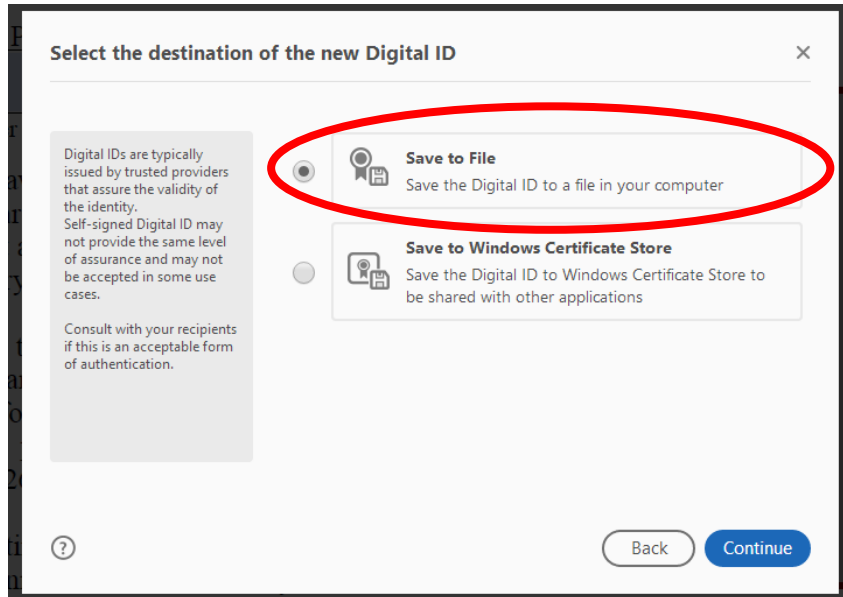 Select the destination of the new Digital ID
Digital IDs are typically
issued by trusted providers
that assure the validity of
the identity.
Self-signed Digital ID may
not provide the same level
of assurance and may not
be accepted in some use
cases.
Consult with your recipients
if this is an acceptable form
of authentication.
Save to File
Save the Digital ID to a file in your computer
Save to Windows Certificate Store
Save the Digital ID to Windows Certificate Store to
be shared with other applications
Back
Continue